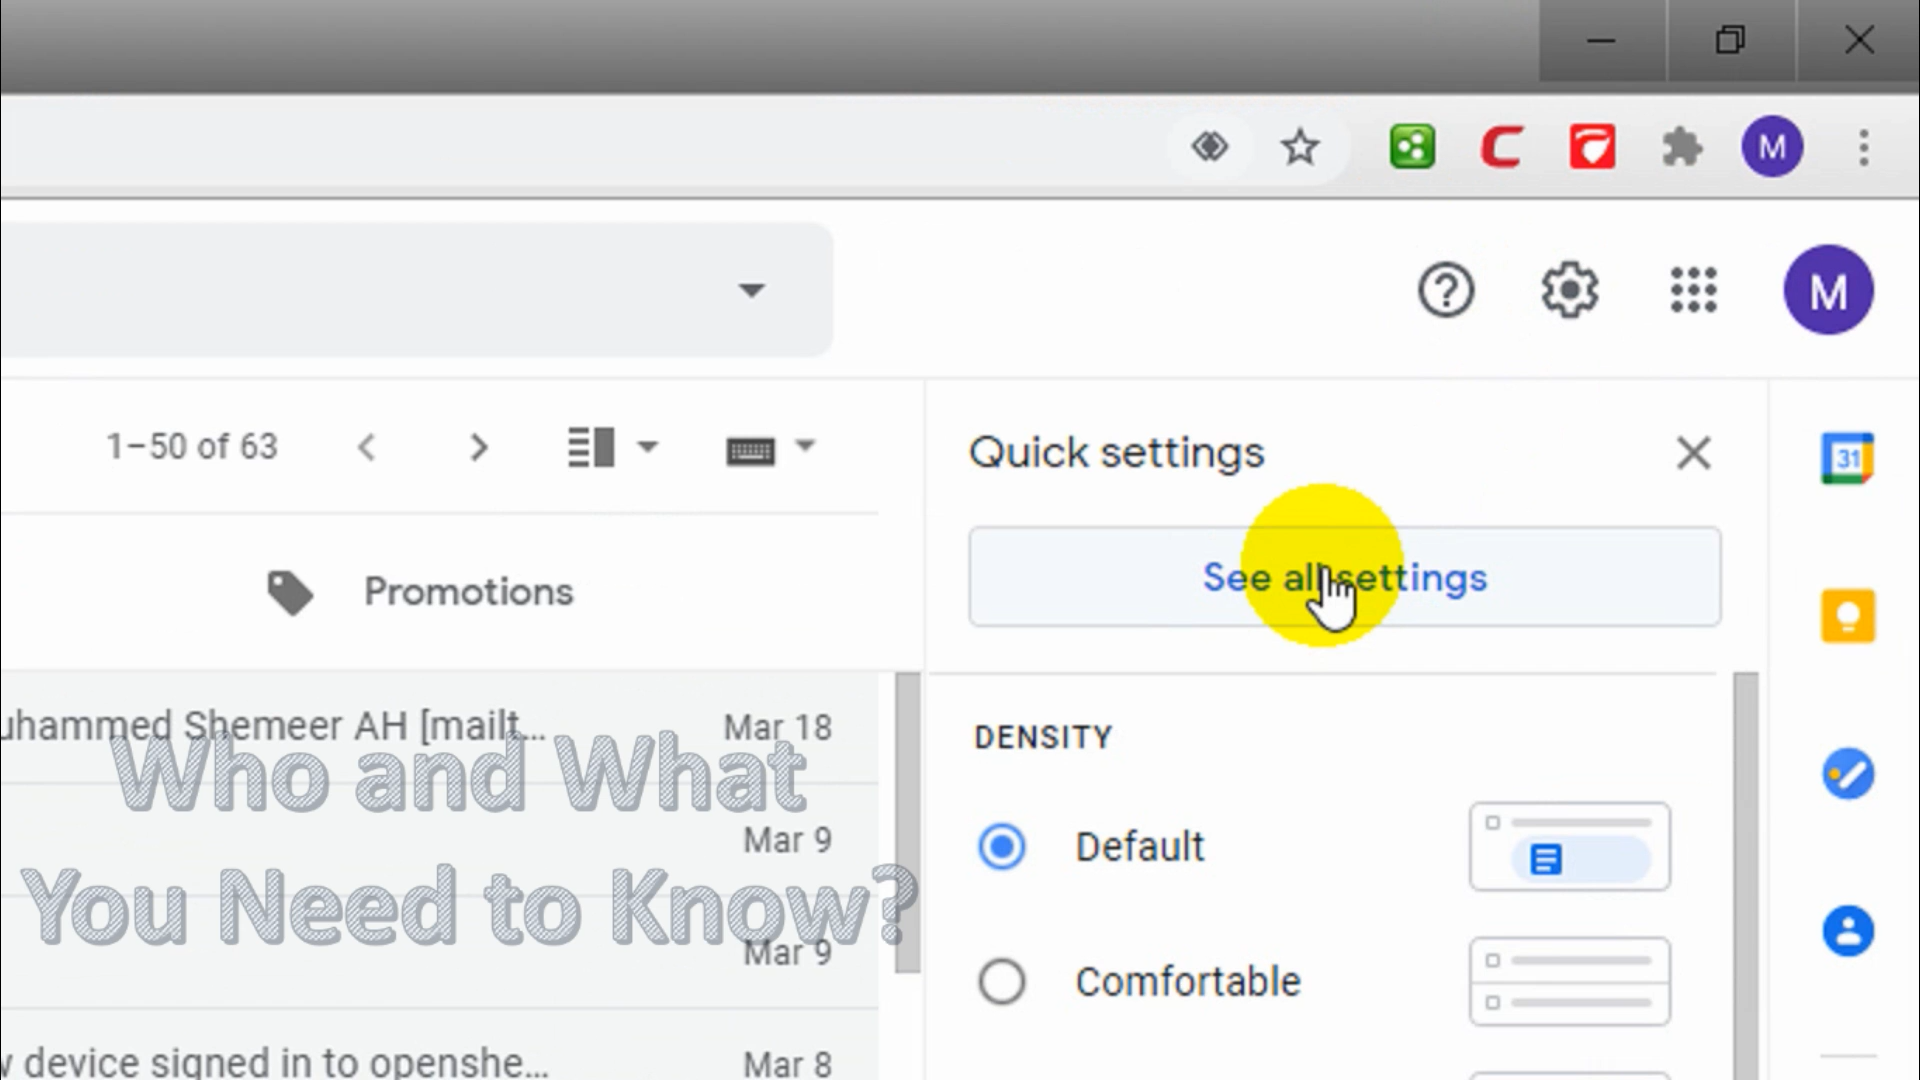 M
M
1–50 of 63
Quick settings
31
See all settings
Promotions
uhammed Shemeer AH [mailt... Mar 18
DENSITY
Who and What
Mar 9
Default
You Need to Know?
Mar 9
Comfortable
w device signed in to openshe... Mar 8